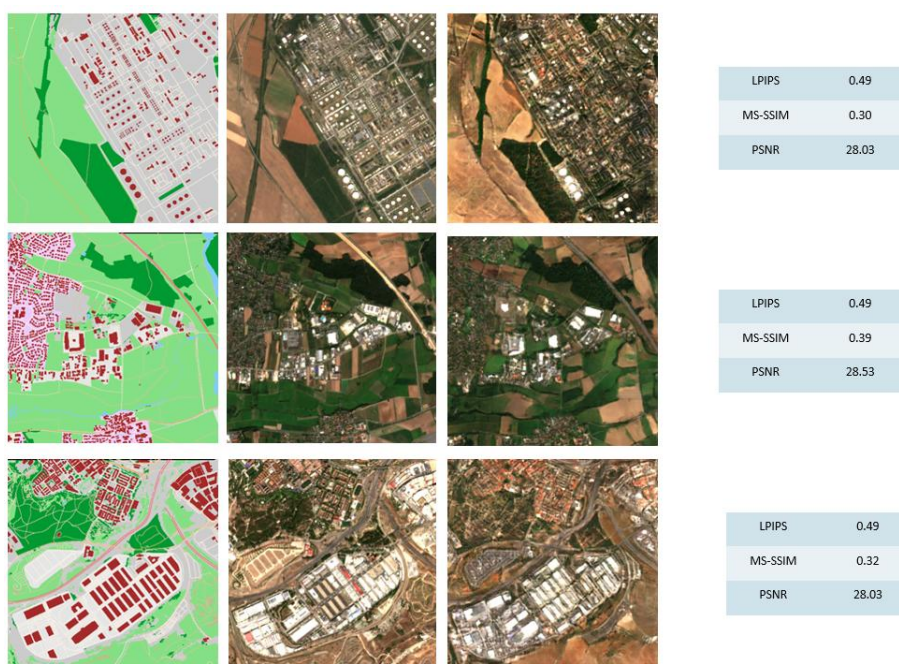 LPIPS 0.49
MS-SSIM 0.30
PSNR 28.03
LPIPS 0.49
MS-SSIM 0.39
PSNR 28.53
LPIPS 0.49
MS-SSIM 0.32
PSNR 28.03